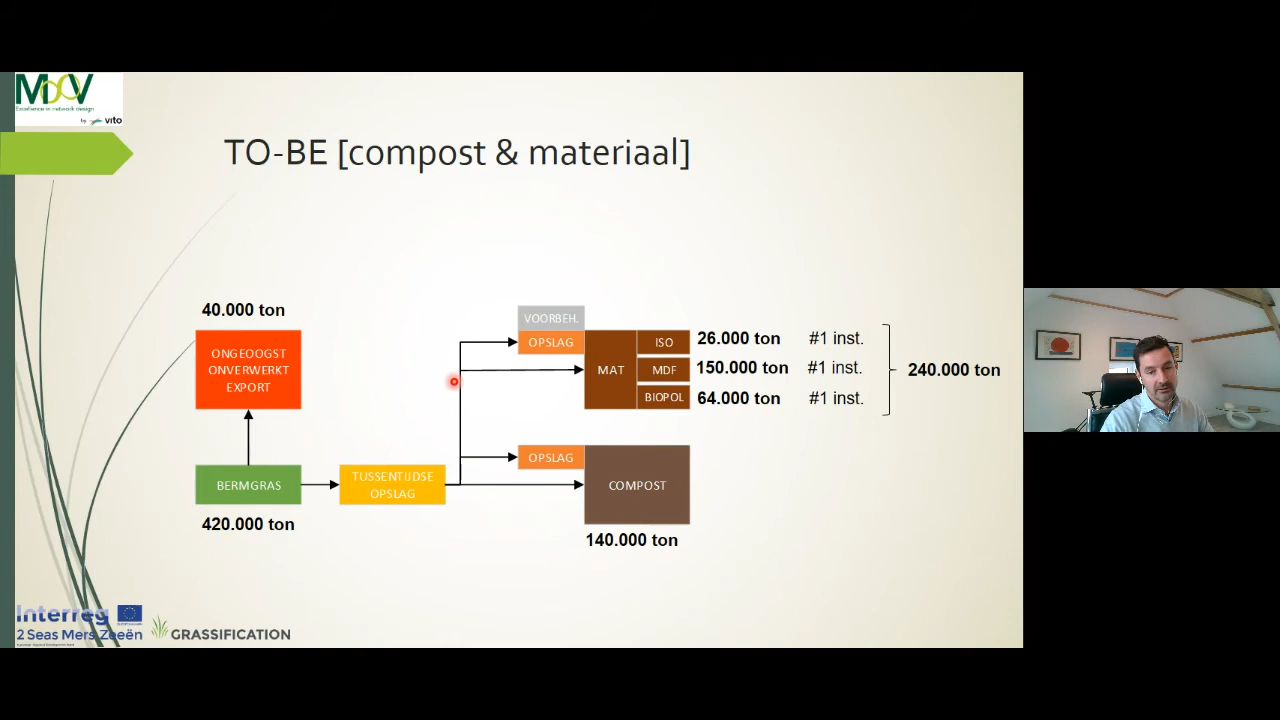 MOOV
Excellence in network design
by vito
TO-BE [compost & materiaal]
40.000 ton
ONGEOOGST
ONVERWERKT
EXPORT
BERMGRAS
420.000 ton
TUSSENTIJDSE
OPSLAG
VOORBEH.
OPSLAG
MAT
ISO
MDF
BIOPOL
26.000 ton #1 inst.
150.000 ton #1 inst.
64.000 ton #1 inst.
240.000 ton
OPSLAG
COMPOST
140.000 ton
Interreg
2 Seas Mers Zeeën
GRASSIFICATION